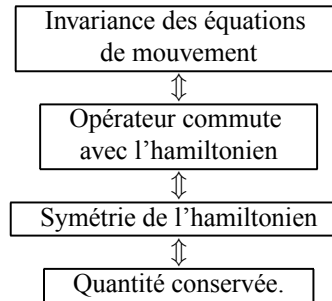 Invariance des équations
de mouvement
⇕
Opérateur commute
avec l’hamiltonien
⇕
Symétrie de l’hamiltonien
⇕
Quantité conservée.